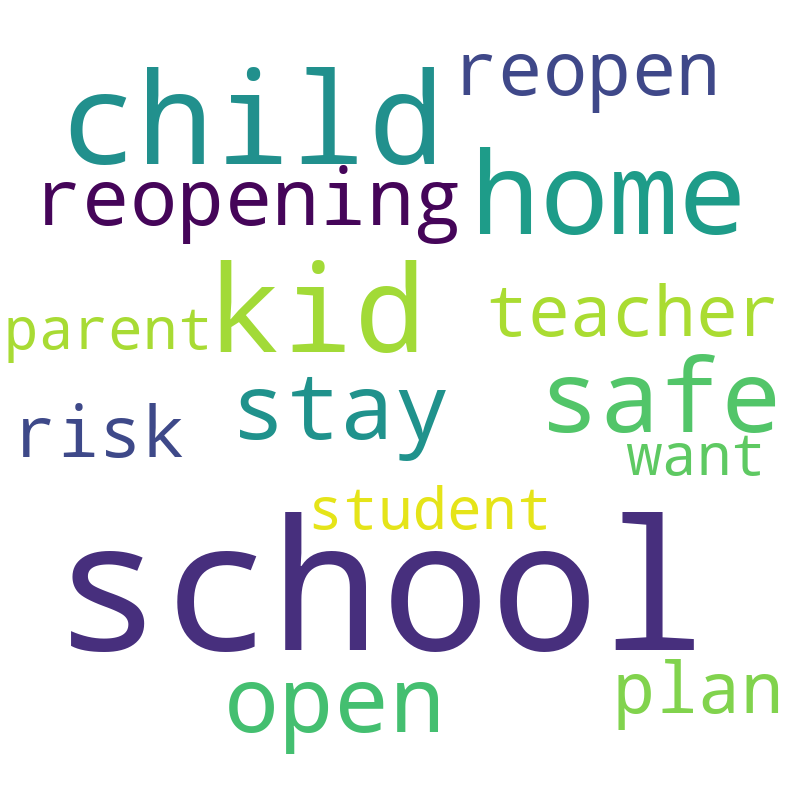 reopen
child
home
reopening
kid
teacher
parent
safe
stay
risk
want
student
school
open
plan